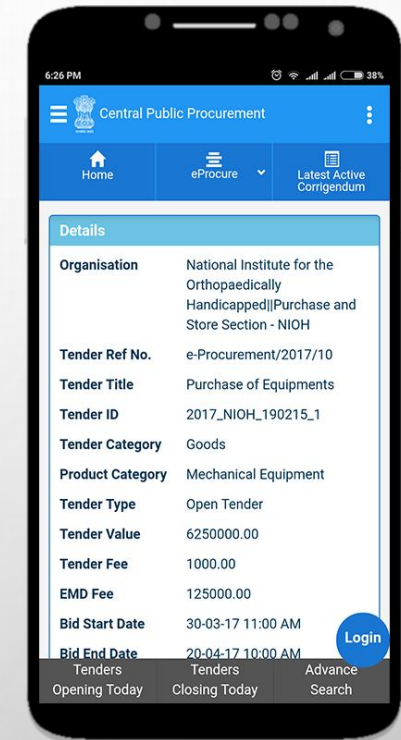 6:26 PM 38%
Central Public Procurement
Home
eProcure
Latest Active
Corrigendum
Details
Organisation National Institute for the
Orthopaedically
Handicapped||Purchase and
Store Section - NIOH
Tender Ref No. e-Procurement/2017/10
Tender Title Purchase of Equipments
Tender ID 2017_NIOH_190215_1
Tender Category Goods
Product Category Mechanical Equipment
Tender Type Open Tender
Tender Value 6250000.00
Tender Fee 1000.00
EMD Fee 125000.00
Bid Start Date 30-03-17 11:00 AM
Login
Bid End Date 20-04-17 10:00 AM
Tenders
Opening Today
Tenders
Closing Today
Advance
Search